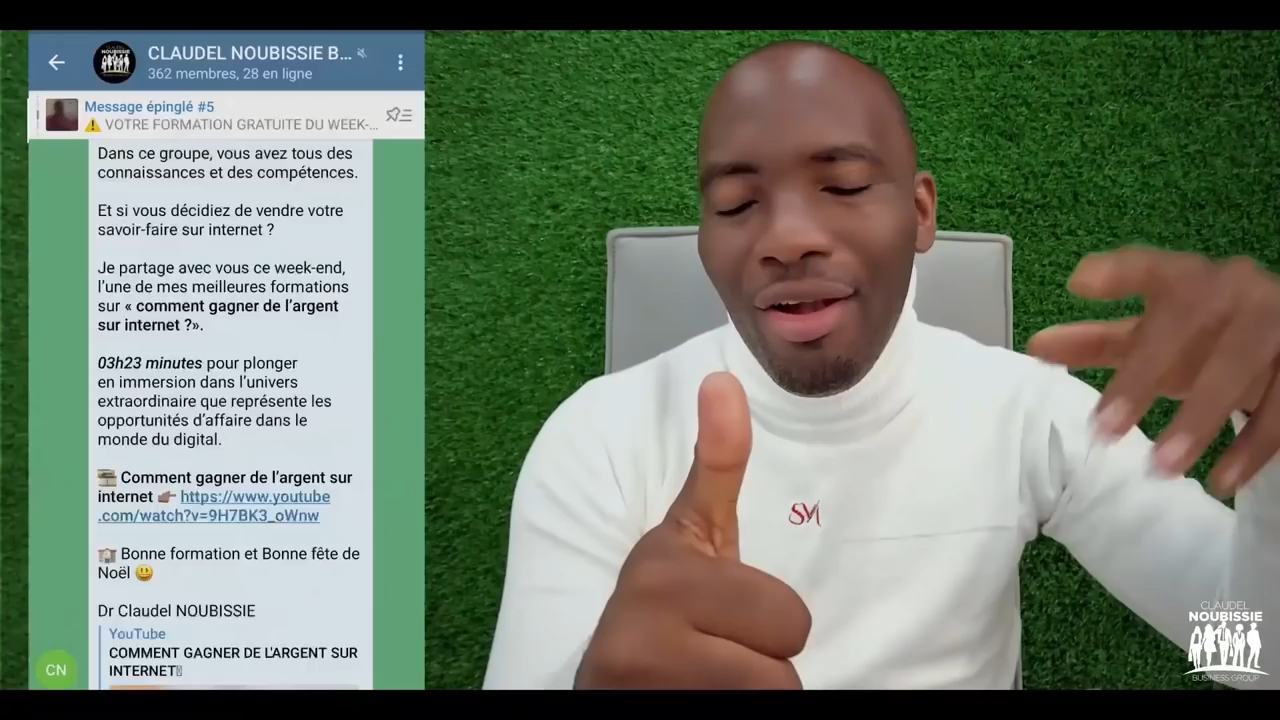 CLAUDEL NOUBISSIE B...
362 membres, 28 en ligne
Message épinglé #5
⚠️ VOTRE FORMATION GRATUITE DU WEEK-...
Dans ce groupe, vous avez tous des
connaissances et des compétences.
Et si vous décidiez de vendre votre
savoir-faire sur internet ?
Je partage avec vous ce week-end,
l'une de mes meilleures formations
sur « comment gagner de l'argent
sur internet ?».
03h23 minutes pour plonger
en immersion dans l'univers
extraordinaire que représente les
opportunités d'affaire dans le
monde du digital.
Comment gagner de l'argent sur
internet 👉🏽 https://www.youtube
.com/watch?v=9H7BK3_oWnw
Bonne formation et Bonne fête de
Noël 😃
Dr Claudel NOUBISSIE
YouTube
COMMENT GAGNER DE L'ARGENT SUR
INTERNET
CN
SM
CLAUDEL
NOUBISSIE
BUSINESS GROUP